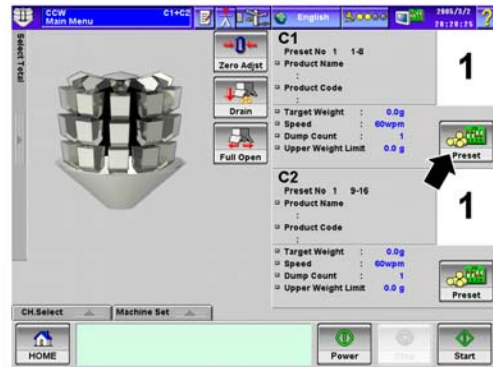 CCW
Main Menu
C1+C2
English
2005/2/2
20:20:25
?
Select Total
-0-
Zero Adjst
Drain
Full Open
C1
Preset No 1 1-8
Product Name
:
Product Code
:
1
Target Weight : 0.0g
Speed : 60wpm
Dump Count : 1
Upper Weight Limit 0.0 g
Preset
C2
Preset No 1 9-16
Product Name
:
Product Code
:
1
Target Weight : 0.0g
Speed : 60wpm
Dump Count : 1
Upper Weight Limit 0.0 g
Preset
CH.Select
Machine Set
HOME
Power
Stop
Start